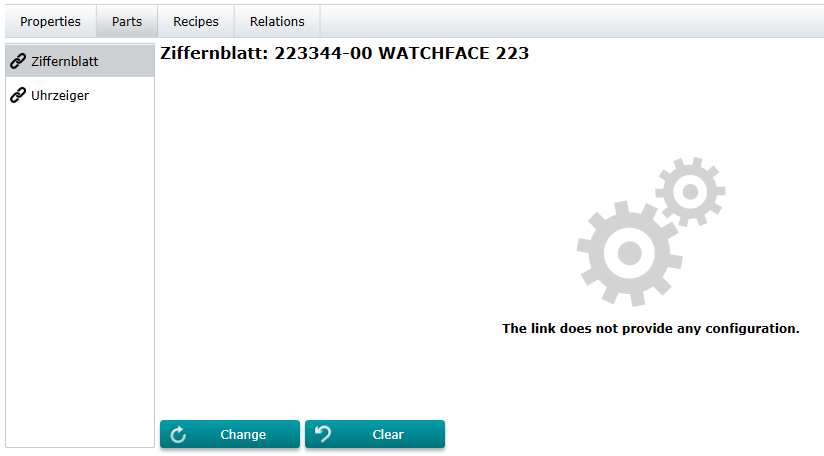 Properties Parts Recipes Relations
Ziffernblatt
Uhrzeiger
Ziffernblatt: 223344-00 WATCHFACE 223
The link does not provide any configuration.
Change Clear